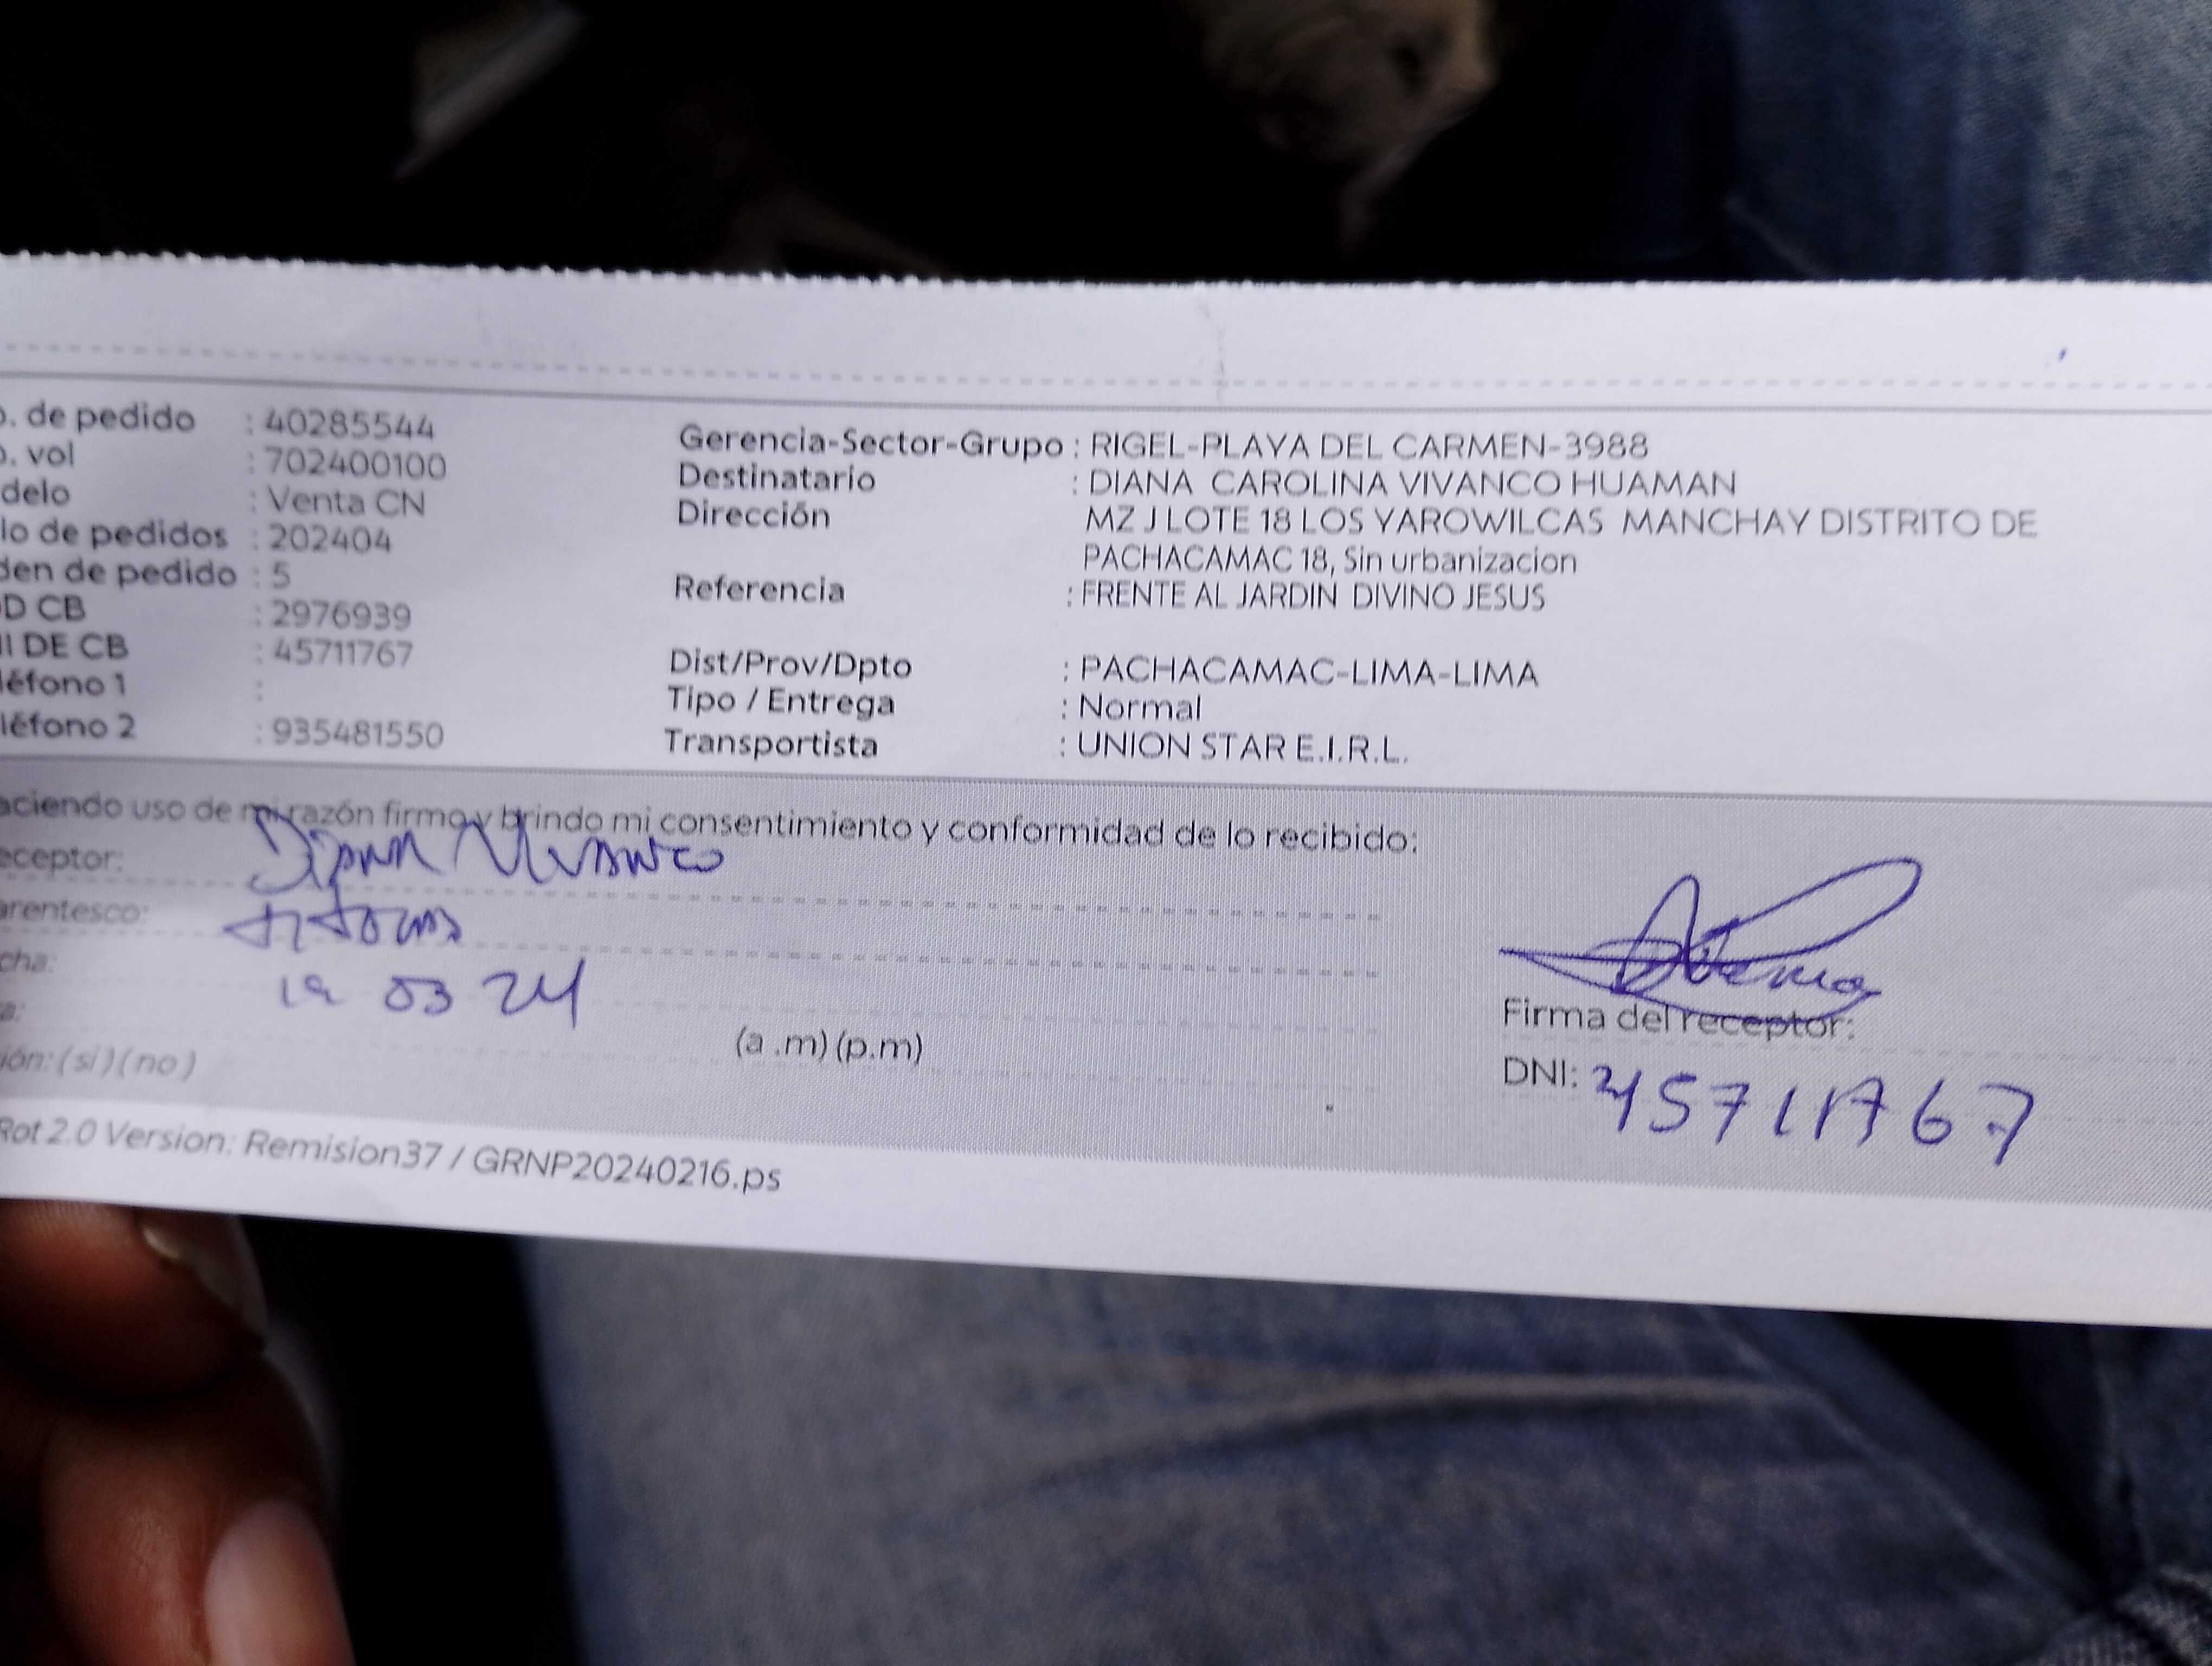 o. de pedido : 40285544
o. vol : 702400100
delo : Venta CN
lo de pedidos : 202404
den de pedido : 5
OD CB : 2976939
NI DE CB : 45711767
léfono 1 :
léfono 2 : 935481550
Gerencia-Sector-Grupo : RIGEL-PLAYA DEL CARMEN-3988
Destinatario : DIANA CAROLINA VIVANCO HUAMAN
Dirección MZ J LOTE 18 LOS YAROWILCAS MANCHAY DISTRITO DE
PACHACAMAC 18, Sin urbanizacion
Referencia : FRENTE AL JARDIN DIVINO JESUS
Dist/Prov/Dpto : PACHACAMAC-LIMA-LIMA
Tipo / Entrega : Normal
Transportista : UNION STAR E.I.R.L.
aciendo uso de mi razón firmo y brindo mi consentimiento y conformidad de lo recibido:
eceptor: Diana Vivanco
arentesco:
cha: 03 24
a: (a .m) (p.m)
ión: (si) (no)
Firma del receptor:
DNI: 45711767
Rot 2.0 Version: Remision37 / GRNP20240216.ps